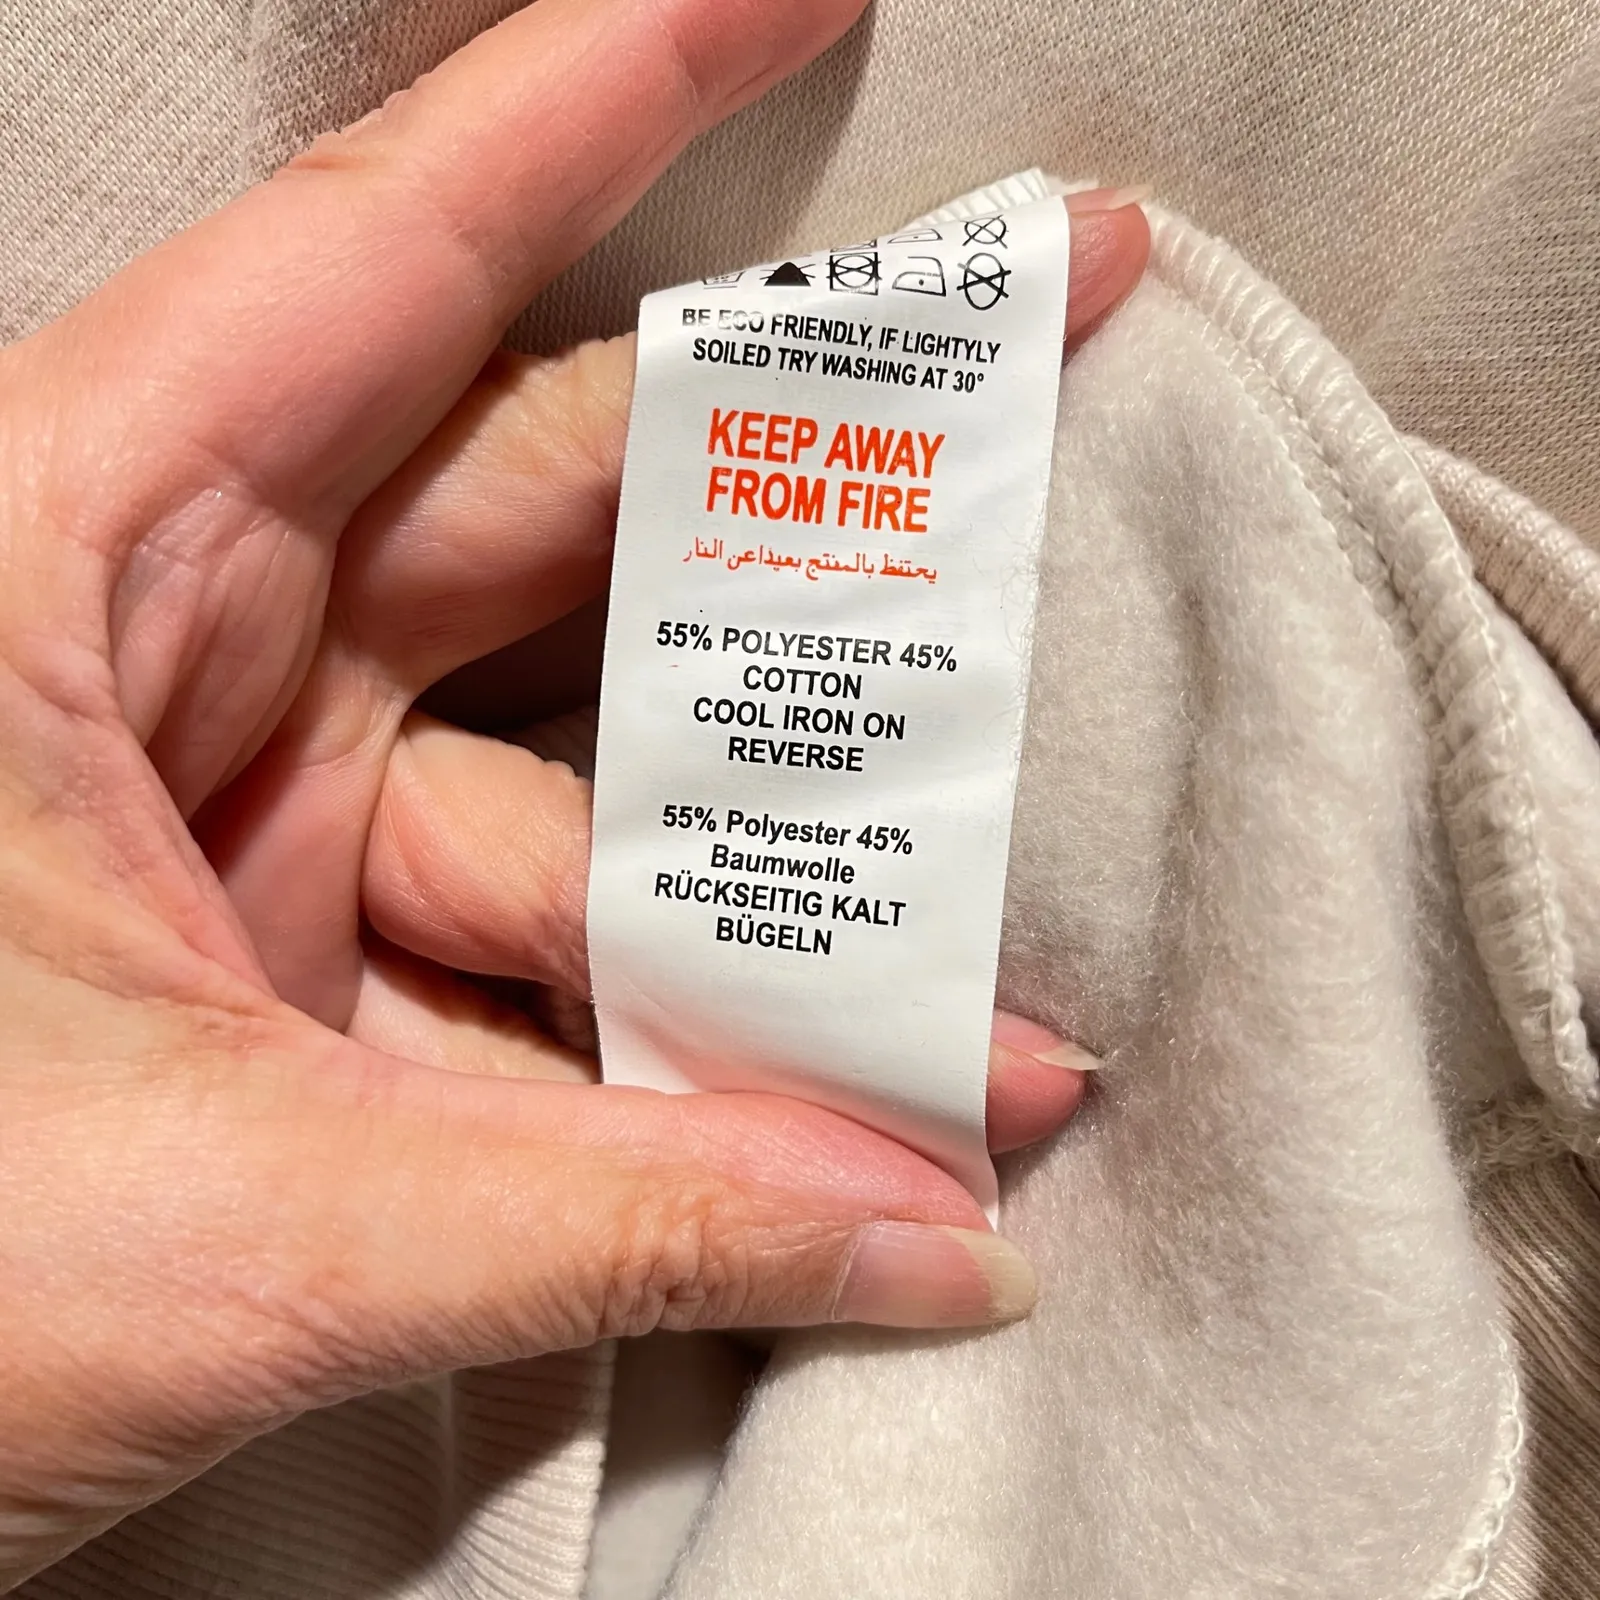 BE ECO FRIENDLY, IF LIGHTYLY
SOILED TRY WASHING AT 30°
KEEP AWAY
FROM FIRE
يحتفظ بالمنتج بعيداعن النار
55% POLYESTER 45%
COTTON
COOL IRON ON
REVERSE
55% Polyester 45%
Baumwolle
RÜCKSEITIG KALT
BÜGELN